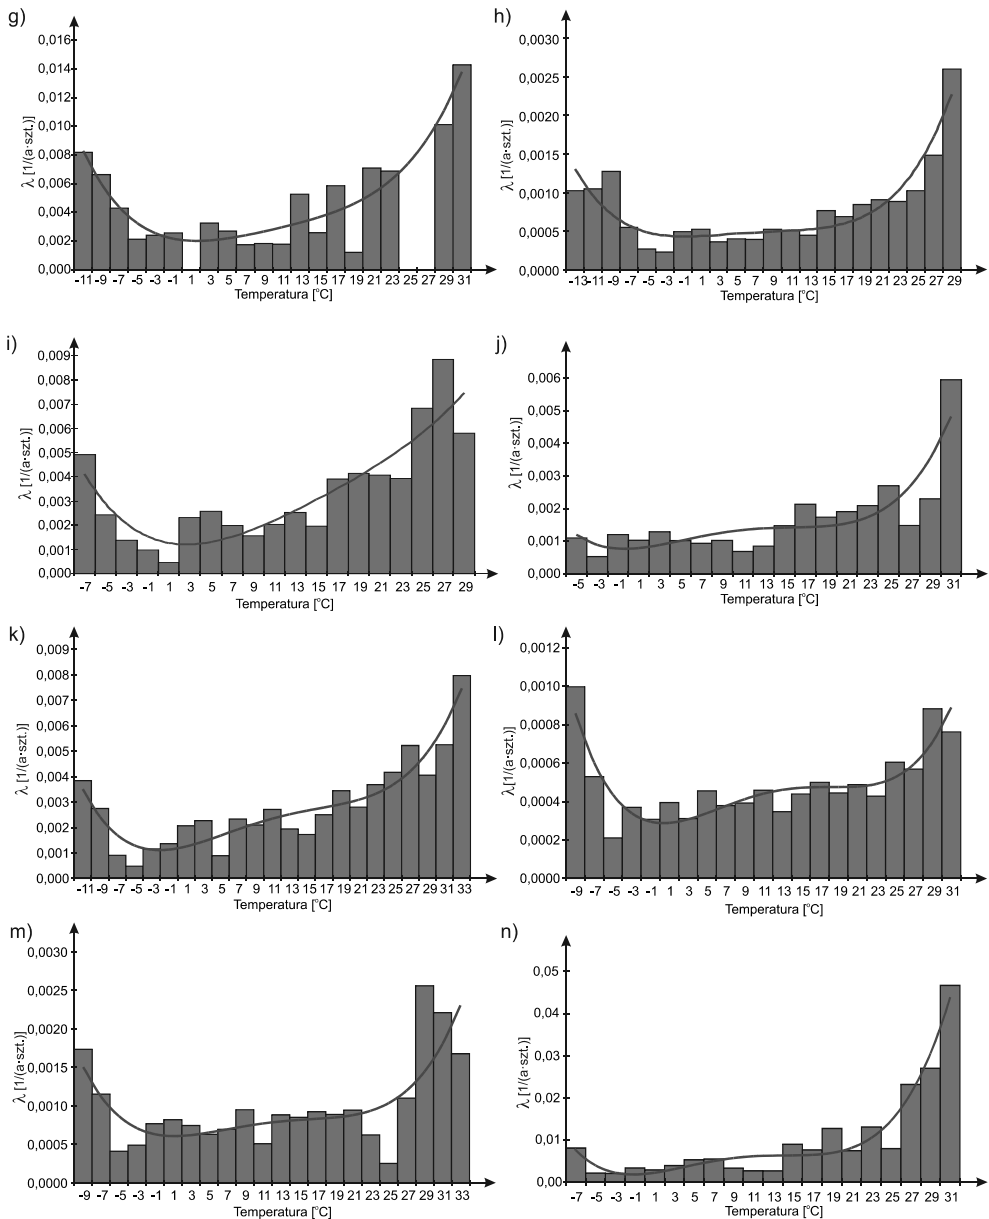 g)
0,016
0,014
0,012
0,010
0,008
0,006
0,004
0,002
0,000
λ [1/(a·szt.)]
-11 -9 -7 -5 -3 -1 1 3 5 7 9 11 13 15 17 19 21 23 25 27 29 31
Temperatura [°C]
h)
0,0030
0,0025
0,0020
0,0015
0,0010
0,0005
0,0000
λ [1/(a·szt.)]
-13 -11 -9 -7 -5 -3 -1 1 3 5 7 9 11 13 15 17 19 21 23 25 27 29
Temperatura [°C]
i)
0,009
0,008
0,007
0,006
0,005
0,004
0,003
0,002
0,001
0,000
λ [1/(a·szt.)]
-7 -5 -3 -1 1 3 5 7 9 11 13 15 17 19 21 23 25 27 29
Temperatura [°C]
j)
0,006
0,005
0,004
0,003
0,002
0,001
0,000
λ [1/(a·szt.)]
-5 -3 -1 1 3 5 7 9 11 13 15 17 19 21 23 25 27 29 31
Temperatura [°C]
k)
0,009
0,008
0,007
0,006
0,005
0,004
0,003
0,002
0,001
0,000
λ [1/(a·szt.)]
-11 -9 -7 -5 -3 -1 1 3 5 7 9 11 13 15 17 19 21 23 25 27 29 31 33
Temperatura [°C]
l)
0,0012
0,0010
0,0008
0,0006
0,0004
0,0002
0,0000
λ[1/(a·szt.)]
-9 -7 -5 -3 -1 1 3 5 7 9 11 13 15 17 19 21 23 25 27 29 31
Temperatura [°C]
m)
0,0030
0,0025
0,0020
0,0015
0,0010
0,0005
0,0000
λ [1/(a·szt.)]
-9 -7 -5 -3 -1 1 3 5 7 9 11 13 15 17 19 21 23 25 27 29 31 33
Temperatura [°C]
n)
0,05
0,04
0,03
0,02
0,01
0,00
λ [1/(a·szt.)]
-7 -5 -3 -1 1 3 5 7 9 11 13 15 17 19 21 23 25 27 29 31
Temperatura [°C]